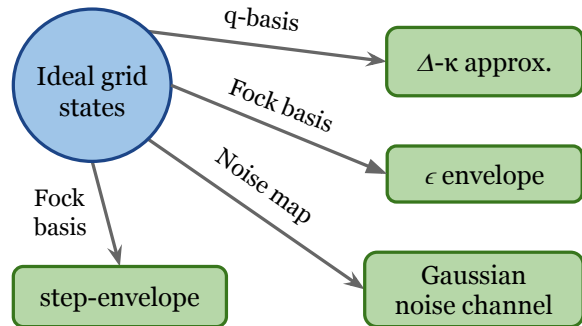 q-basis
Ideal grid
states
Δ-κ approx.
Fock basis
ϵ envelope
Noise map
Fock
basis
step-envelope
Gaussian
noise channel